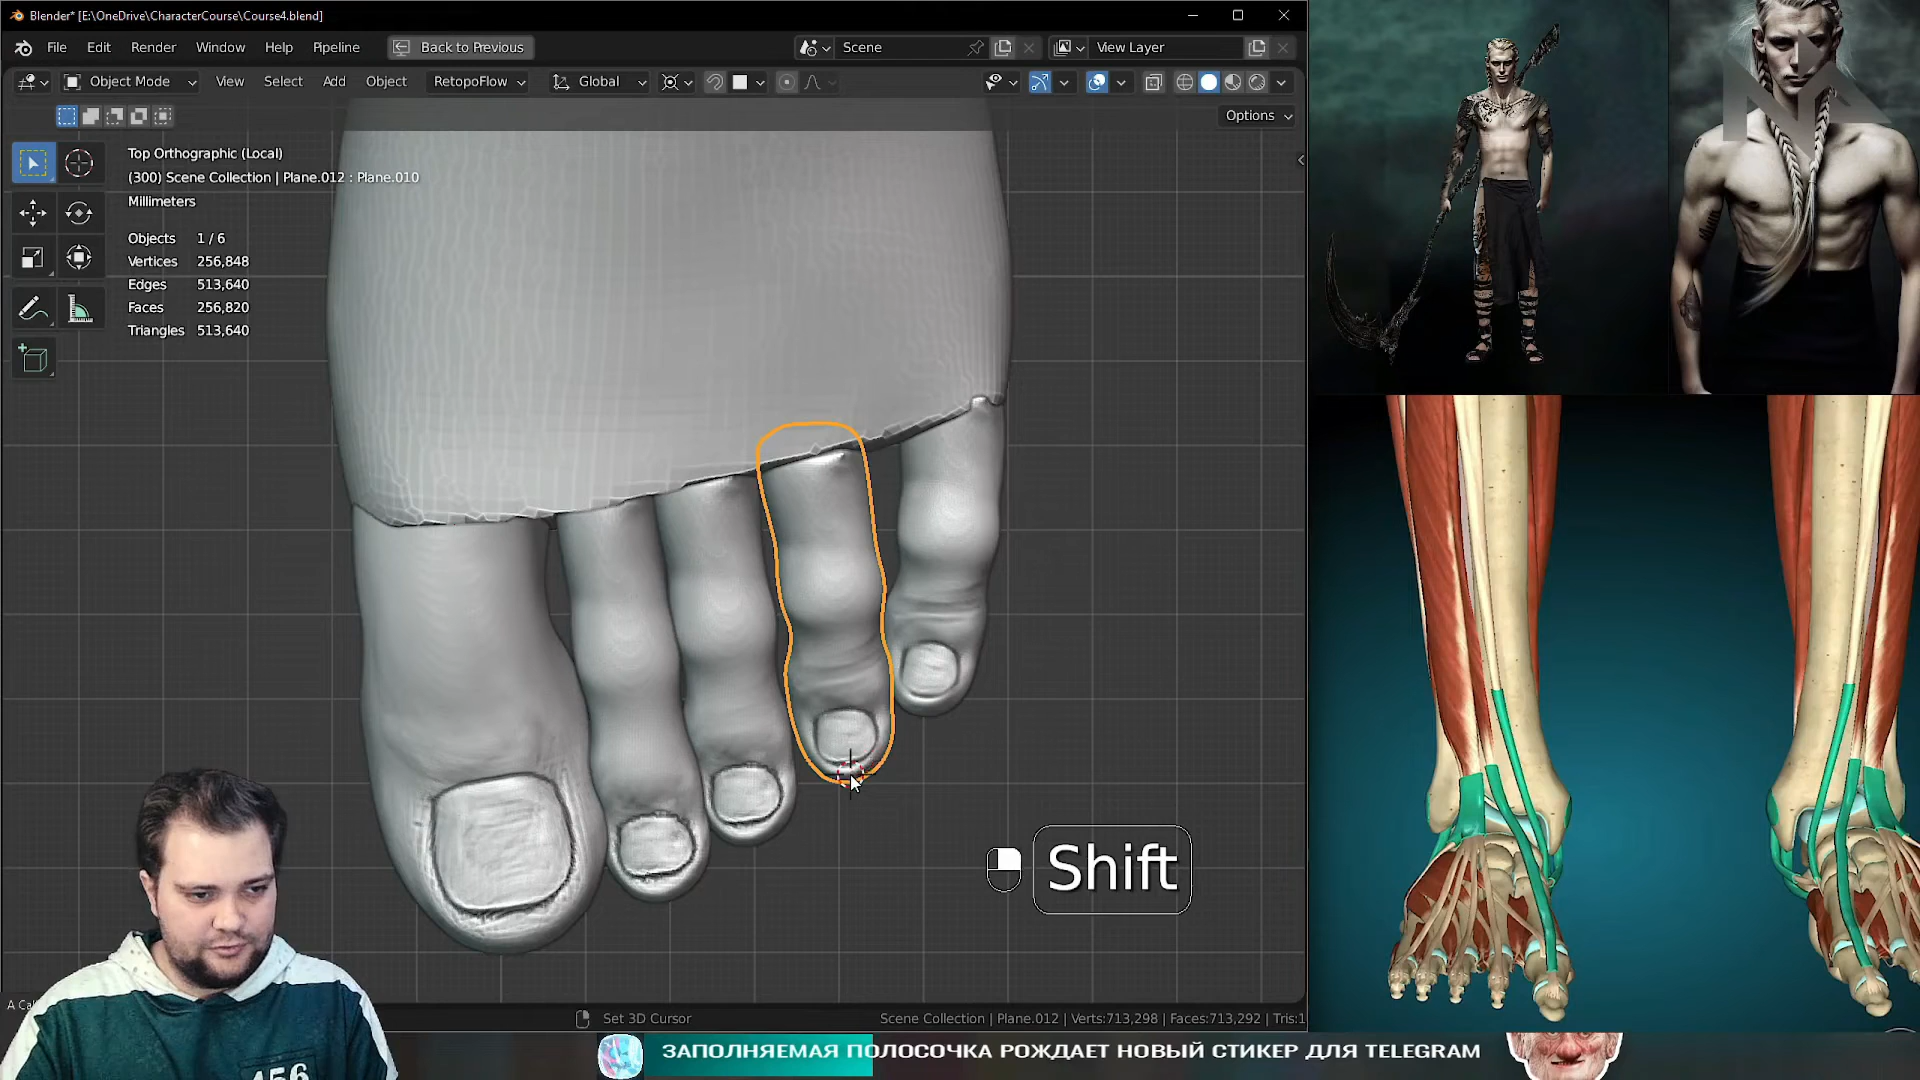 Blender* [E:\OneDrive\CharacterCourse\Course4.blend]
File Edit Render Window Help Pipeline Back to Previous Scene View Layer
Object Mode View Select Add Object RetopoFlow Global
Options
Top Orthographic (Local)
(300) Scene Collection | Plane.012 : Plane.010
Millimeters
Objects 1 / 6
Vertices 256,848
Edges 513,640
Faces 256,820
Triangles 513,640
Shift
Set 3D Cursor
Scene Collection | Plane.012 | Verts:713,298 | Faces:713,292 | Tris:1
456
ЗАПОЛНЯЕМАЯ ПОЛОСОЧКА РОЖДАЕТ НОВЫЙ СТИКЕР ДЛЯ TELEGRAM